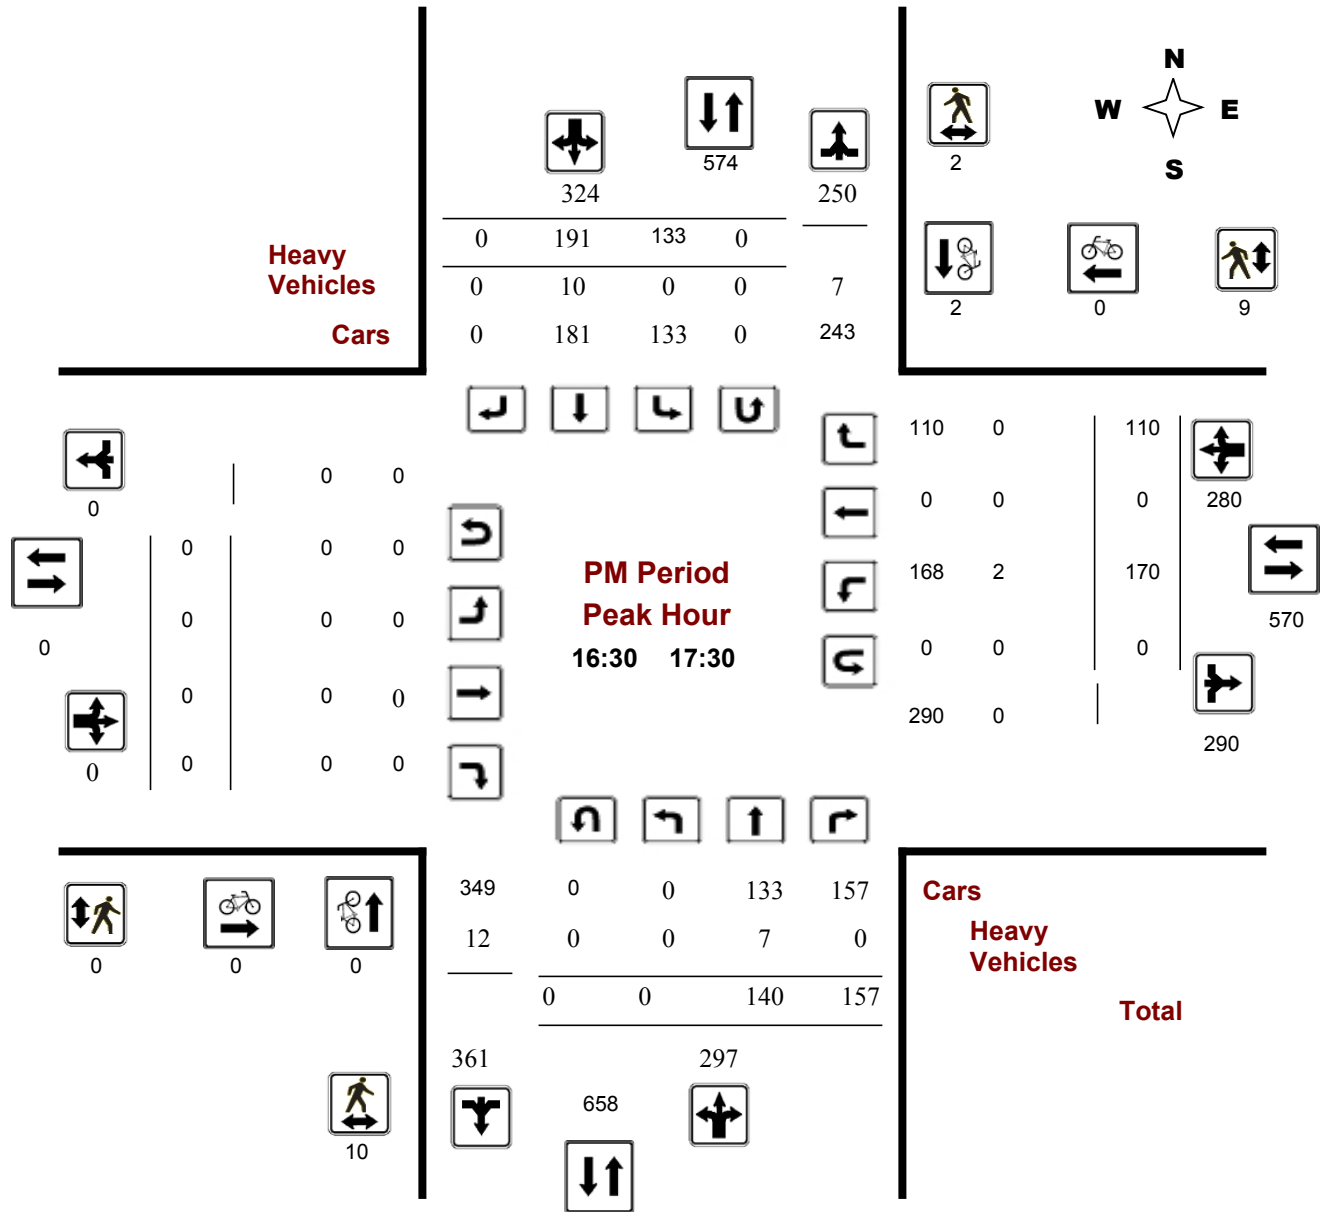 N
W E
S
574
2
324 250
0 191 133 0
Heavy
Vehicles
0 10 0 0 7
Cars
0 181 133 0 243
2 0 9
110 0 110
0 0
0
0 0 0 280
0 0 0
PM Period
168 2 170
Peak Hour
0 0 0
570
16:30 17:30
0
0 0 0
0 0 0
290 0
290
0 0 0 0
349 0 0 133 157
Cars
12 0 0 7 0
Heavy
Vehicles
0 0 0
0 0 140 157
Total
361 297
658
10